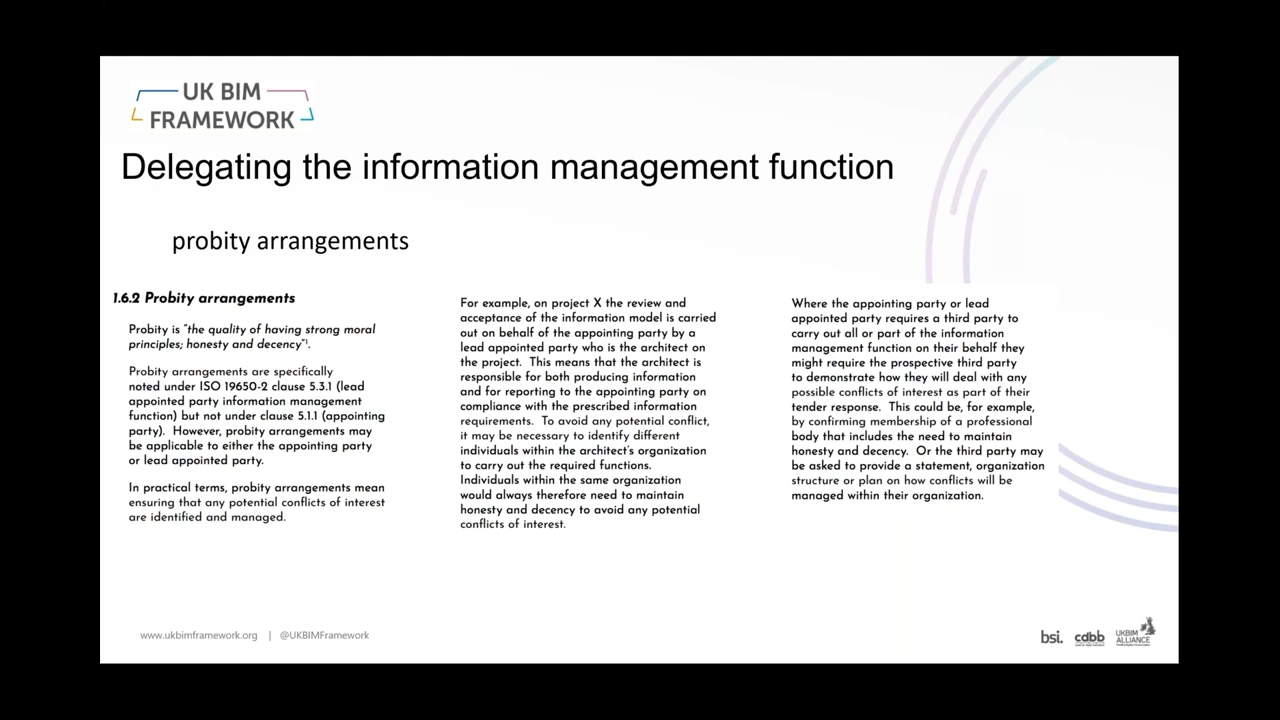 UK BIM
FRAMEWORK
Delegating the information management function
probity arrangements
1.6.2 Probity arrangements
Probity is "the quality of having strong moral
principles; honesty and decency"¹.
Probity arrangements are specifically
noted under ISO 19650-2 clause 5.3.1 (lead
appointed party information management
function) but not under clause 5.1.1 (appointing
party). However, probity arrangements may
be applicable to either the appointing party
or lead appointed party.
In practical terms, probity arrangements mean
ensuring that any potential conflicts of interest
are identified and managed.
For example, on project X the review and
acceptance of the information model is carried
out on behalf of the appointing party by a
lead appointed party who is the architect on
the project. This means that the architect is
responsible for both producing information
and for reporting to the appointing party on
compliance with the prescribed information
requirements. To avoid any potential conflict,
it may be necessary to identify different
individuals within the architect's organization
to carry out the required functions.
Individuals within the same organization
would always therefore need to maintain
honesty and decency to avoid any potential
conflicts of interest.
Where the appointing party or lead
appointed party requires a third party to
carry out all or part of the information
management function on their behalf they
might require the prospective third party
to demonstrate how they will deal with any
possible conflicts of interest as part of their
tender response. This could be, for example,
by confirming membership of a professional
body that includes the need to maintain
honesty and decency. Or the third party may
be asked to provide a statement, organization
structure or plan on how conflicts will be
managed within their organization.
www.ukbimframework.org | @UKBIMFramework
bsi.
cdbb
UKBIM
ALLIANCE